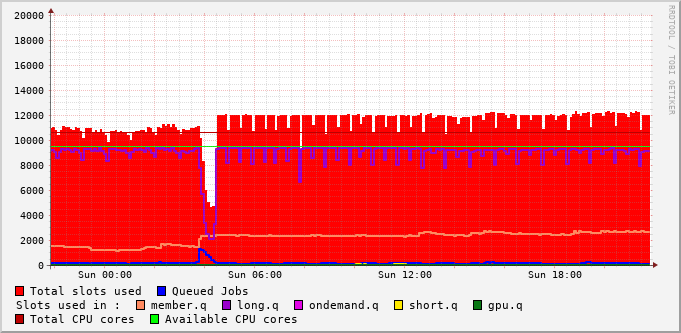 20000
18000
16000
14000
12000
10000
8000
6000
4000
2000
0
Sun 00:00 Sun 06:00 Sun 12:00 Sun 18:00
RRDTOOL / TOBI OETIKER
Total slots used Queued Jobs
Slots used in : member.q long.q ondemand.q short.q gpu.q
Total CPU cores Available CPU cores